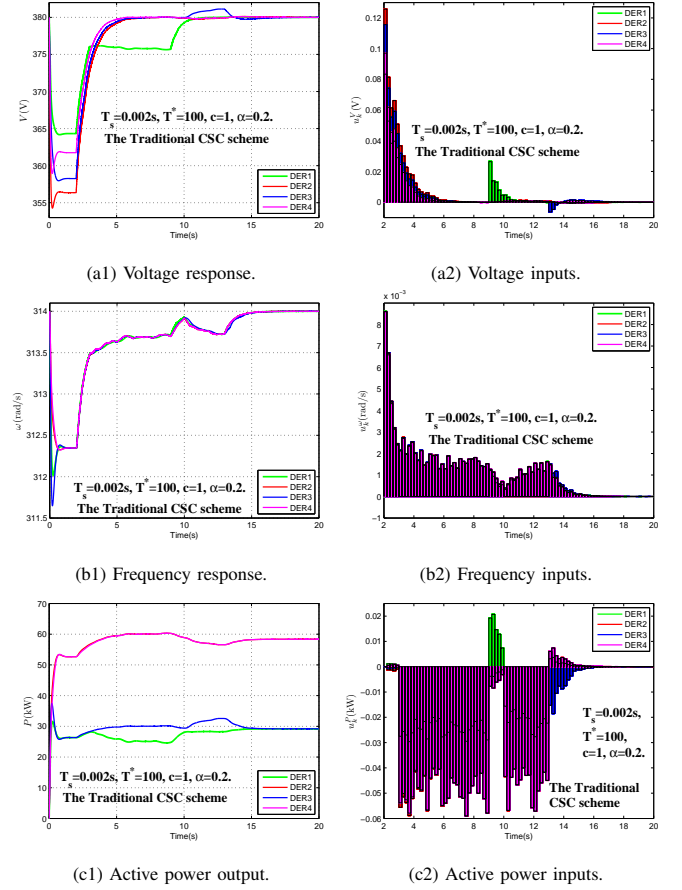 380
375
370
365
360
355
V(V)
T_s=0.002s, T*=100, c=1, α=0.2.
The Traditional CSC scheme
DER1
DER2
DER3
DER4
0 5 10 15 20
Time(s)
(a1) Voltage response.
0.12
0.1
0.08
0.06
0.04
0.02
0
u_k^V(V)
DER1
DER2
DER3
DER4
T_s=0.002s, T*=100, c=1, α=0.2.
The Traditional CSC scheme
2 4 6 8 10 12 14 16 18 20
Time(s)
(a2) Voltage inputs.
314
313.5
312.5
312
311.5
ω(rad/s)
T_s=0.002s, T*=100, c=1, α=0.2.
The Traditional CSC scheme
DER1
DER2
DER3
DER4
0 5 10 15 20
Time(s)
(b1) Frequency response.
x 10^-3
8
7
6
5
4
3
2
1
0
−1
u_k^ω(rad/s)
DER1
DER2
DER3
DER4
T_s=0.002s, T*=100, c=1, α=0.2.
The Traditional CSC scheme
2 4 6 8 10 12 14 16 18 20
Time(s)
(b2) Frequency inputs.
70
60
50
40
30
20
10
0
P(kW)
T_s=0.002s, T*=100, c=1, α=0.2.
The Traditional CSC scheme
DER1
DER2
DER3
DER4
0 5 10 15 20
Time(s)
(c1) Active power output.
0.02
0.01
0
−0.01
−0.02
−0.03
−0.04
−0.05
−0.06
u_k^P(kW)
DER1
DER2
DER3
DER4
T_s=0.002s,
T*=100,
c=1, α=0.2.
The Traditional
CSC scheme
2 4 6 8 10 12 14 16 18 20
Time(s)
(c2) Active power inputs.